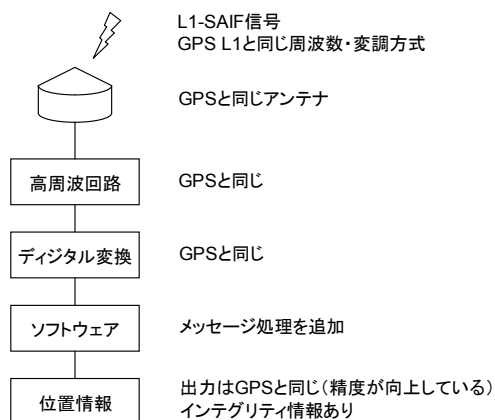 L1-SAIF信号
GPS L1と同じ周波数・変調方式
GPSと同じアンテナ
高周波回路
GPSと同じ
ディジタル変換
GPSと同じ
ソフトウェア
メッセージ処理を追加
位置情報
出力はGPSと同じ(精度が向上している)
インテグリティ情報あり